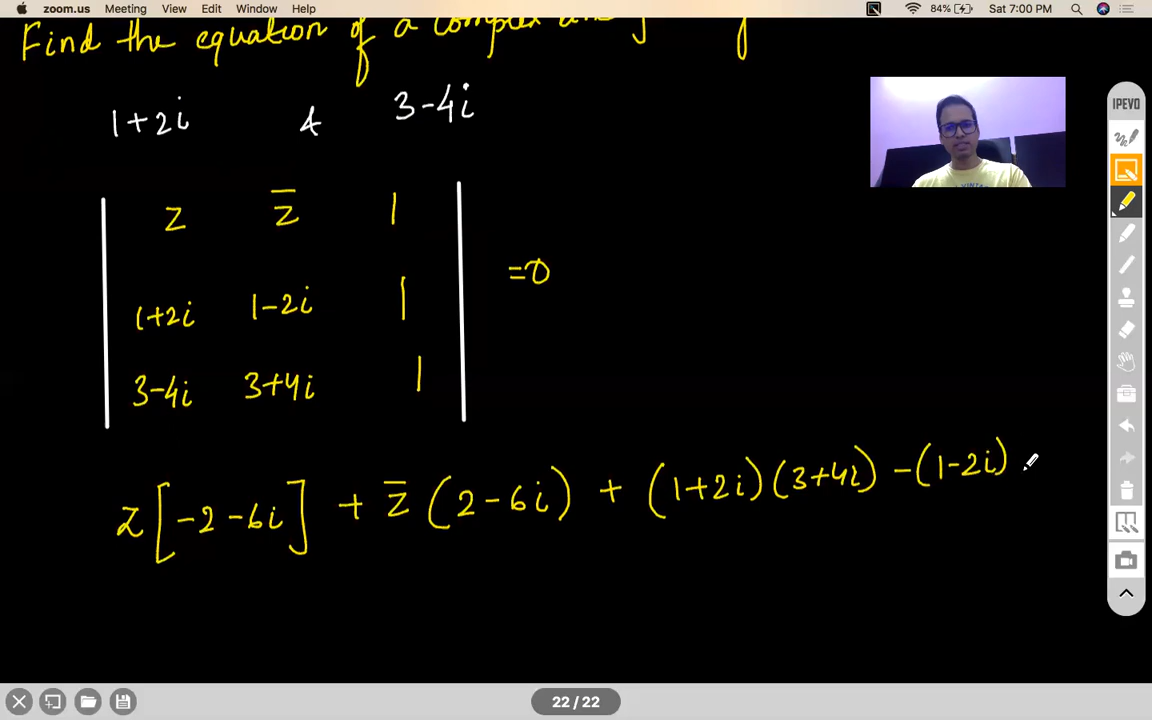 zoom.us Meeting View Edit Window Help 84% Sat 7:00 PM
Find the equation of a complex
1+2i & 3-4i
IPEVO
z z̅ 1
=0
1+2i 1-2i 1
3-4i 3+4i 1
z[-2-6i] + z̅(2-6i) + (1+2i)(3+4i) -(1-2i)
22 / 22